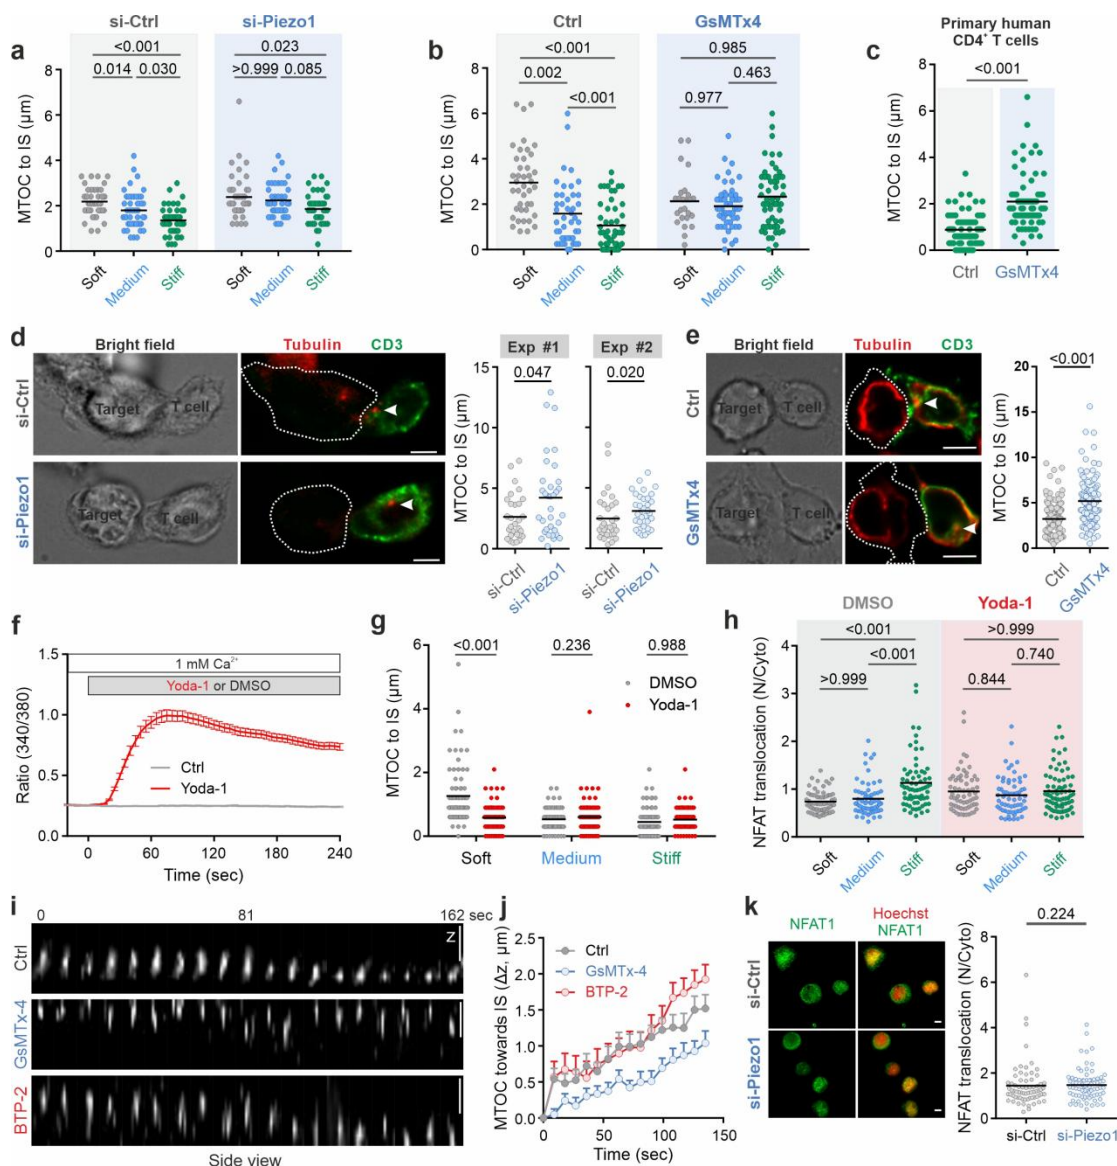 a
si-Ctrl
si-Piezo1
<0.001
0.023
0.014
0.030
>0.999
0.085
MTOC to IS (µm)
8
6
4
2
0
Soft
Medium
Stiff
Soft
Medium
Stiff
b
Ctrl
GsMTx4
<0.001
0.985
0.002
0.463
<0.001
0.977
MTOC to IS (µm)
8
6
4
2
0
Soft
Medium
Stiff
Soft
Medium
Stiff
c
Primary human
CD4⁺ T cells
<0.001
MTOC to IS (µm)
8
6
4
2
0
Ctrl
GsMTx4
d
Bright field
Tubulin CD3
si-Ctrl
Target
T cell
si-Piezo1
Target
T cell
Exp #1
Exp #2
0.047
0.020
MTOC to IS (µm)
15
10
5
0
si-Ctrl
si-Piezo1
si-Ctrl
si-Piezo1
e
Bright field
Tubulin CD3
Ctrl
Target
T cell
GsMTx4
Target
T cell
<0.001
MTOC to IS (µm)
20
15
10
5
0
Ctrl
GsMTx4
f
1.5
1.0
0.5
0.0
Ratio (340/380)
1 mM Ca²⁺
Yoda-1 or DMSO
Ctrl
Yoda-1
0
60
120
180
240
Time (sec)
g
MTOC to IS (µm)
6
4
2
0
<0.001
0.236
0.988
DMSO
Yoda-1
Soft
Medium
Stiff
h
DMSO
Yoda-1
<0.001
>0.999
<0.001
0.740
>0.999
0.844
NFAT translocation (N/Cyto)
4
3
2
1
0
Soft
Medium
Stiff
Soft
Medium
Stiff
i
0
81
162 sec
Z
Ctrl
GsMTx-4
BTP-2
Side view
j
MTOC towards IS (Δz, µm)
2.5
2.0
1.5
1.0
0.5
0.0
Ctrl
GsMTx-4
BTP-2
0
50
100
150
Time (sec)
k
NFAT1
Hoechst
NFAT1
si-Ctrl
si-Piezo1
0.224
NFAT translocation (N/Cyto)
8
6
4
2
0
si-Ctrl
si-Piezo1